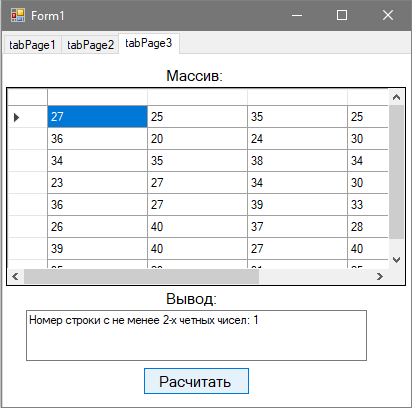 Form1
tabPage1 tabPage2 tabPage3
Массив:
27 25 35 25
36 20 24 30
34 35 38 34
23 36 34 30
36 27 39 33
26 40 37 28
39 40 27 40
Вывод:
Номер строки с не менее 2-х четных чисел: 1
Расчитать